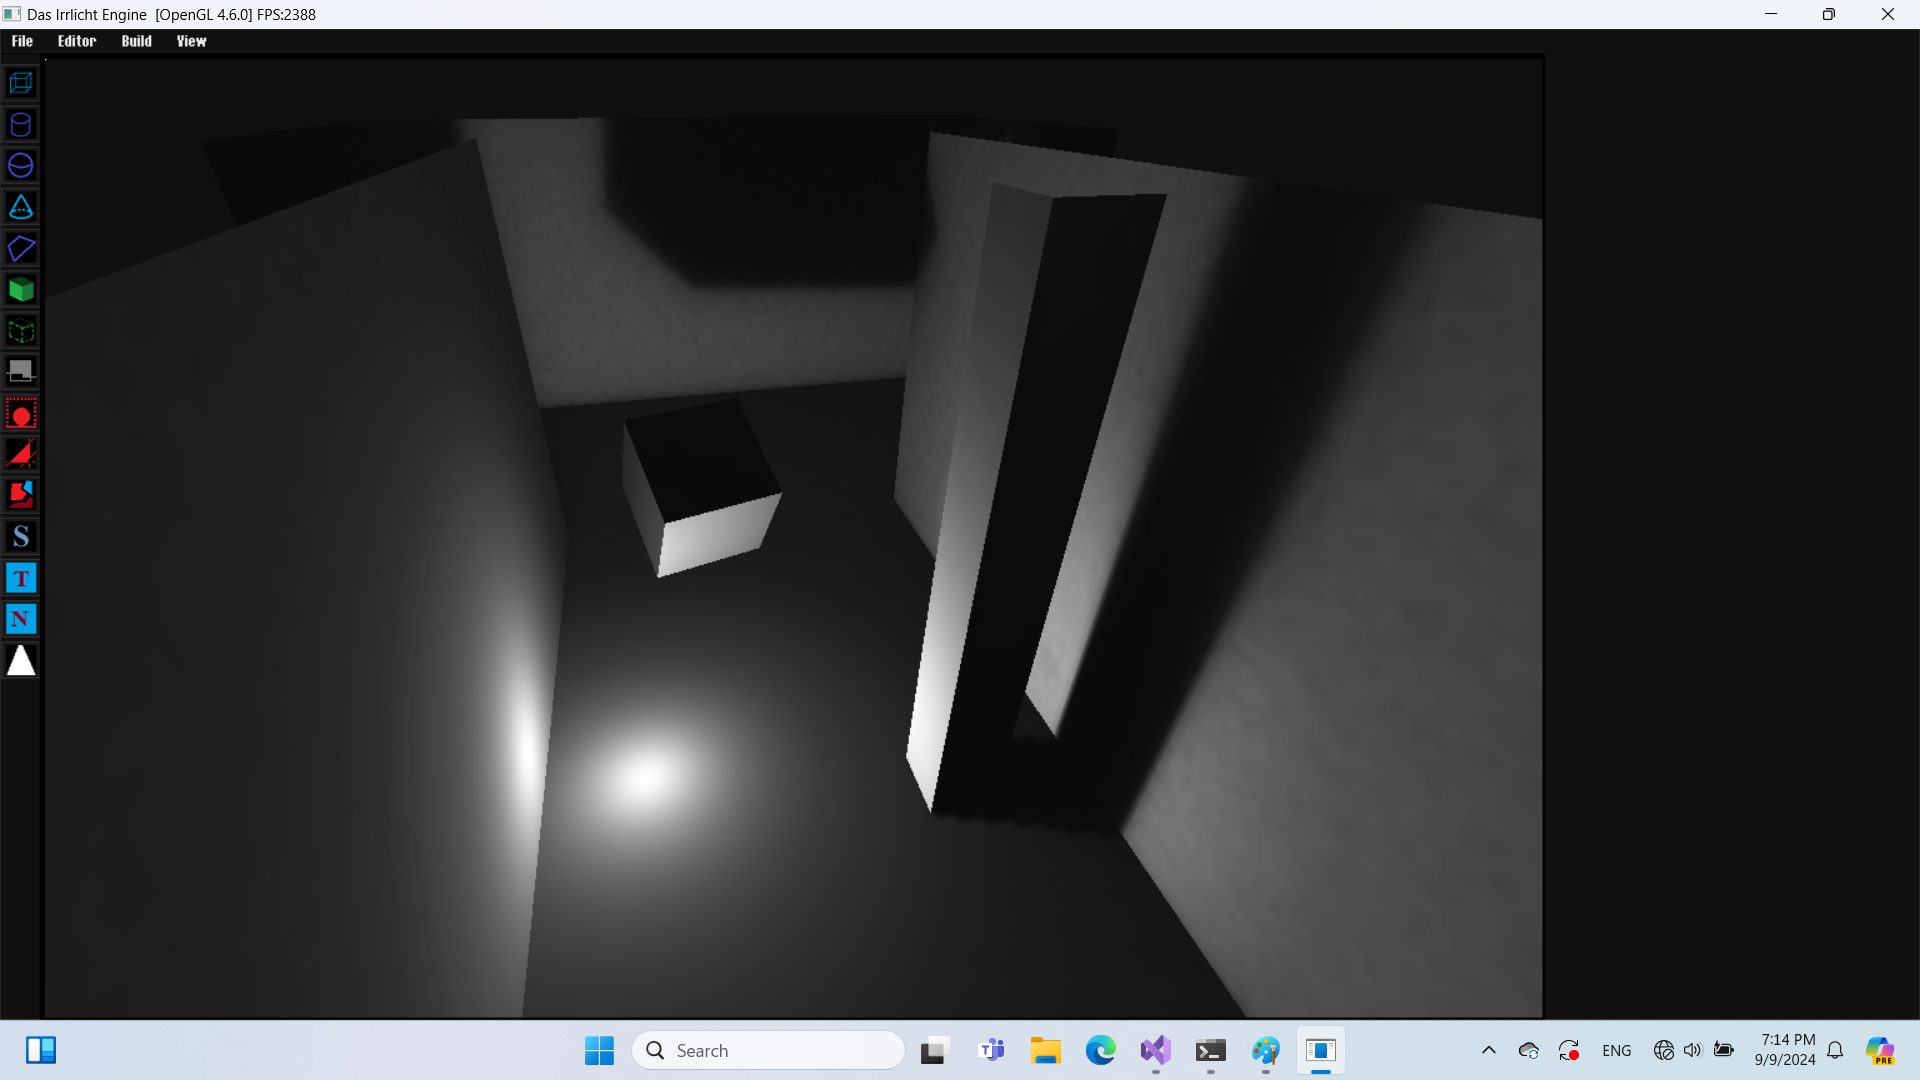 Das Irrlicht Engine [OpenGL 4.6.0] FPS:2388
File Editor Build View
S
T
N
Search
ENG
7:14 PM
9/9/2024
PRE